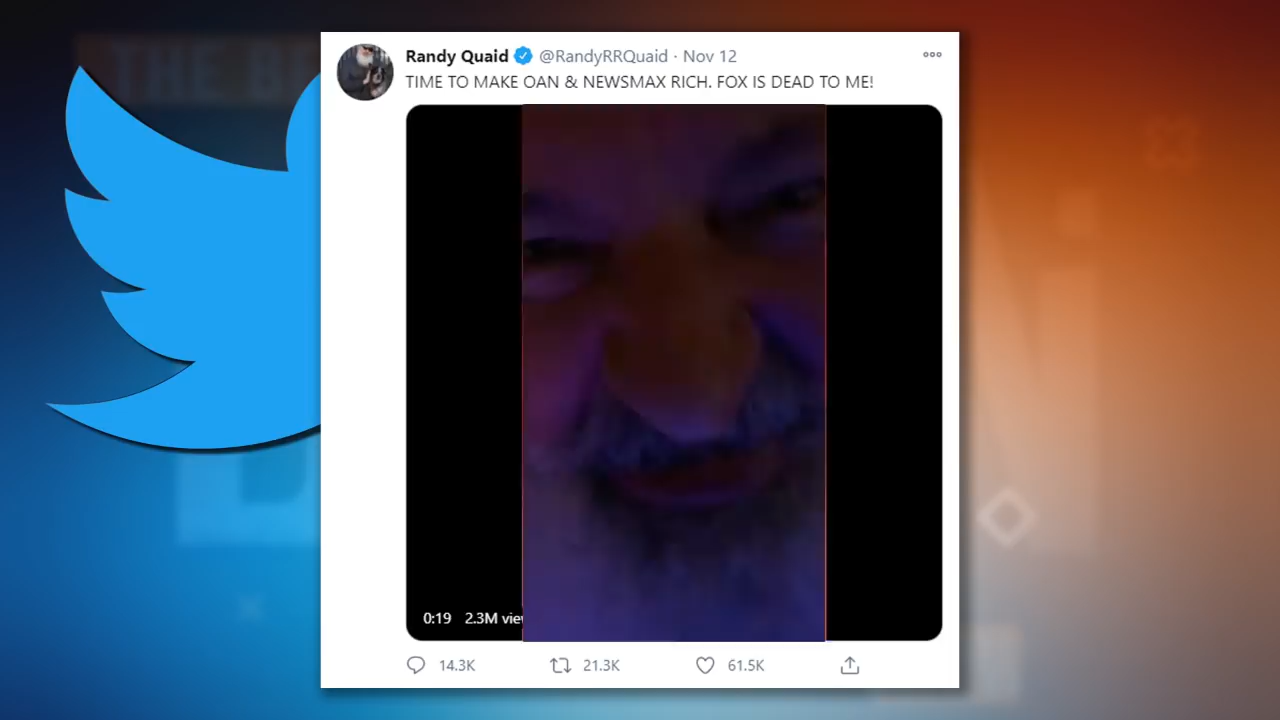 Randy Quaid @RandyRRQuaid · Nov 12
TIME TO MAKE OAN & NEWSMAX RICH. FOX IS DEAD TO ME!
0:19 2.3M vie
14.3K 21.3K 61.5K